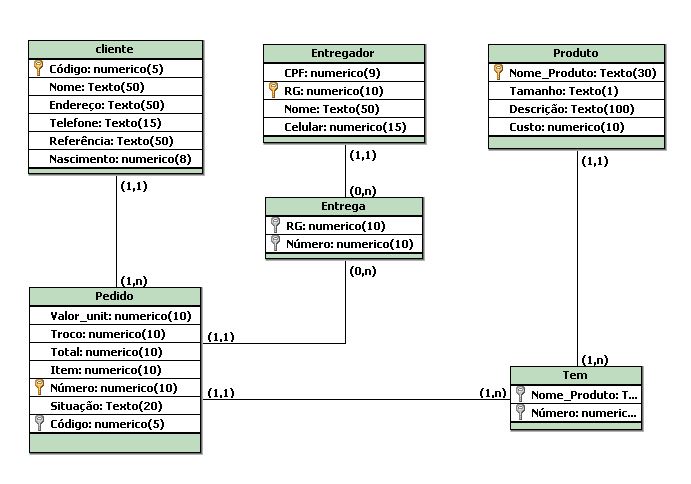 cliente
Código: numerico(5)
Nome: Texto(50)
Endereço: Texto(50)
Telefone: Texto(15)
Referência: Texto(50)
Nascimento: numerico(8)
(1,1)
Entregador
CPF: numerico(9)
RG: numerico(10)
Nome: Texto(50)
Celular: numerico(15)
(1,1)
Produto
Nome_Produto: Texto(30)
Tamanho: Texto(1)
Descrição: Texto(100)
Custo: numerico(10)
(1,1)
(0,n)
Entrega
RG: numerico(10)
Número: numerico(10)
(0,n)
(1,n)
Pedido
Valor_unit: numerico(10)
Troco: numerico(10)
Total: numerico(10)
Item: numerico(10)
Número: numerico(10)
Situação: Texto(20)
Código: numerico(5)
(1,1)
(1,1)
(1,n)
(1,n)
Tem
Nome_Produto: T...
Número: numeric...